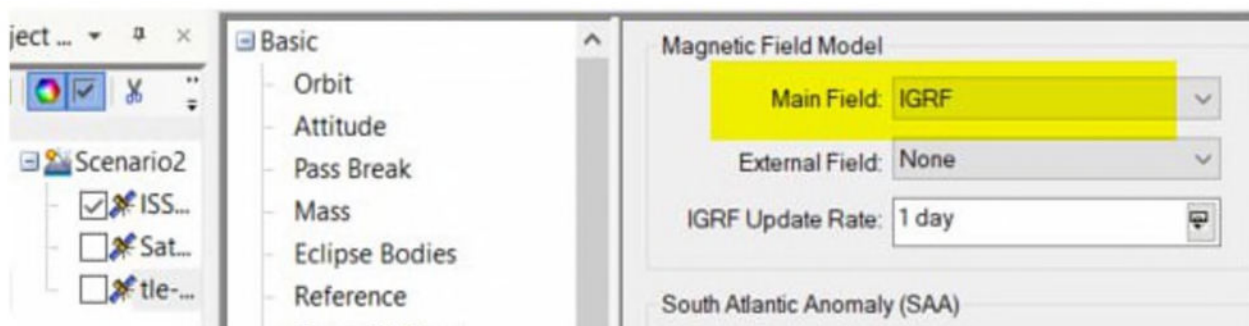 ject ...
Scenario2
ISS...
Sat...
tle-...
Basic
Orbit
Attitude
Pass Break
Mass
Eclipse Bodies
Reference
Magnetic Field Model
Main Field: IGRF
External Field: None
IGRF Update Rate: 1 day
South Atlantic Anomaly (SAA)